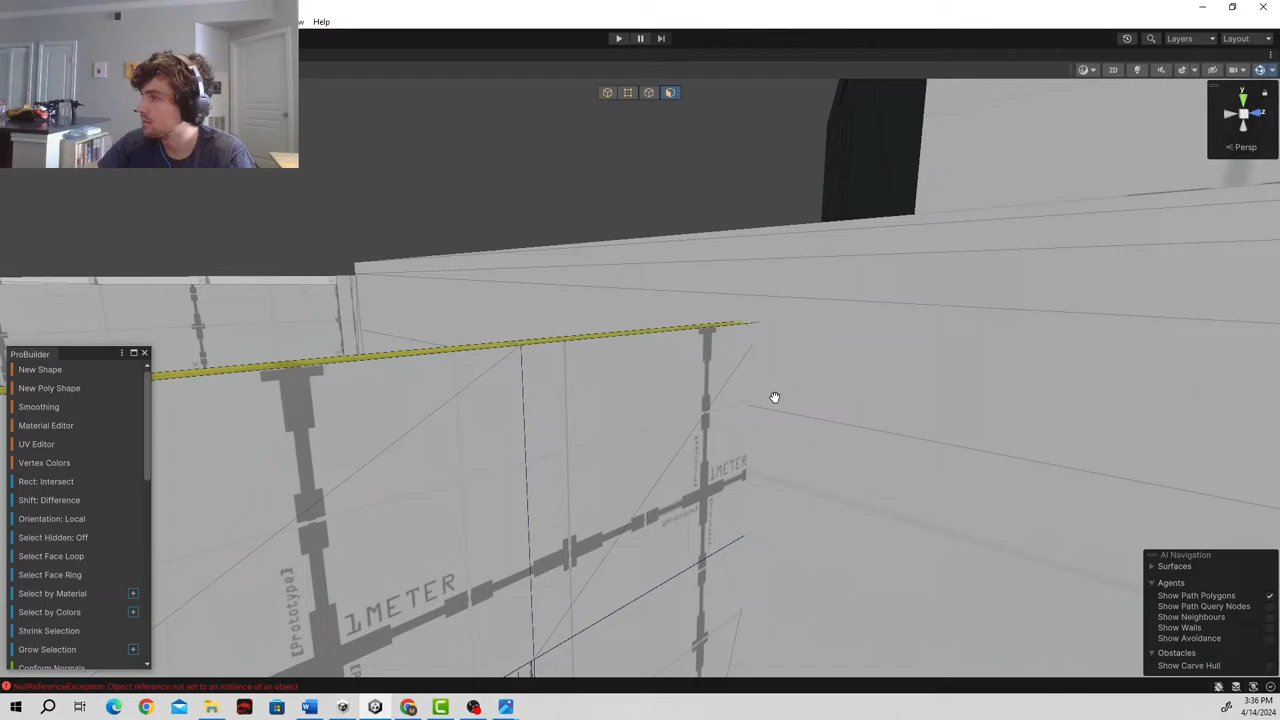 w Help
Layers
Layout
2D
y
z
Persp
ProBuilder
New Shape
New Poly Shape
Smoothing
Material Editor
UV Editor
Vertex Colors
Rect: Intersect
Shift: Difference
Orientation: Local
Select Hidden: Off
Select Face Loop
Select Face Ring
Select by Material
Select by Colors
Shrink Selection
Grow Selection
Conform Normals
1METER
[Prototype]
1METER
AI Navigation
Surfaces
Agents
Show Path Polygons
Show Path Query Nodes
Show Neighbours
Show Walls
Show Avoidance
Obstacles
Show Carve Hull
NullReferenceException: Object reference not set to an instance of an object
3:36 PM
4/14/2024